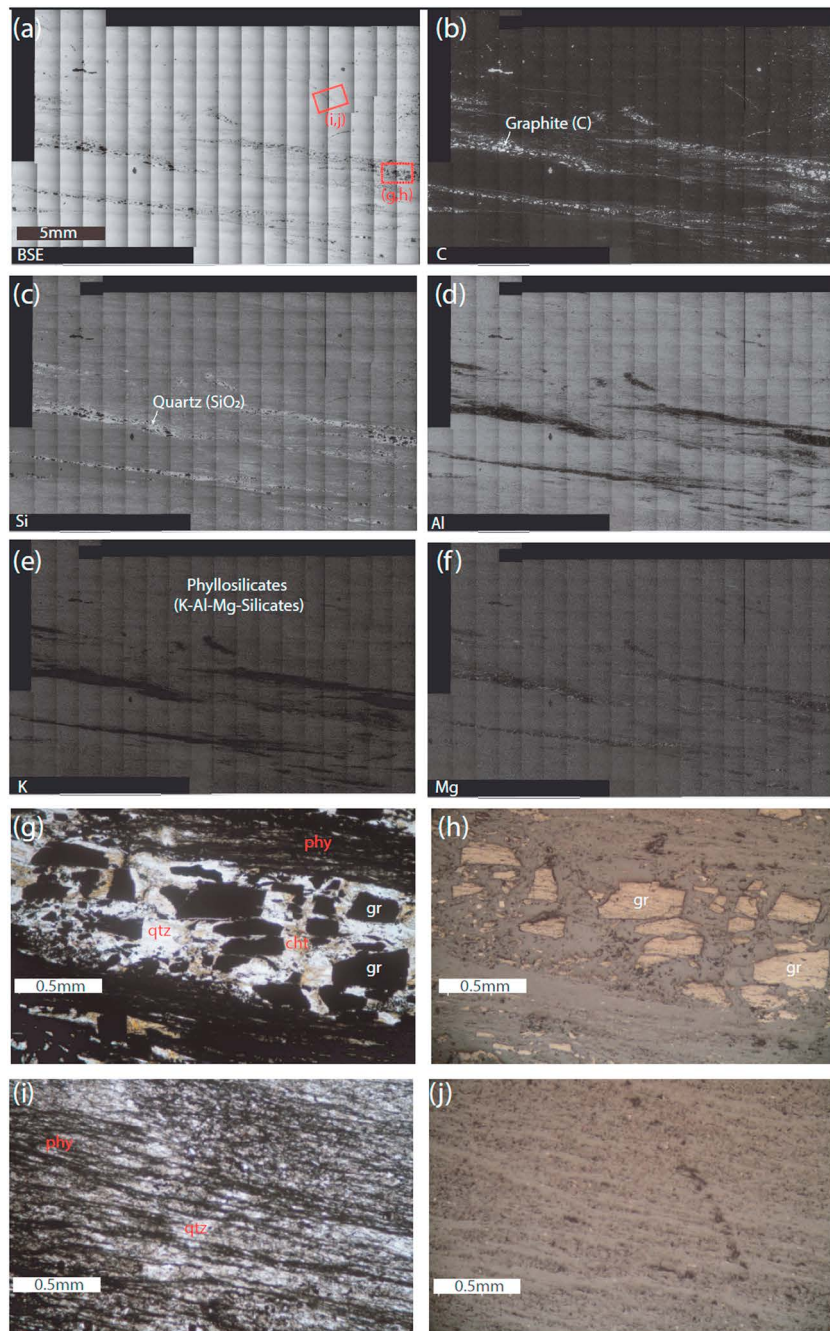 (a)
(i,j)
(g,h)
5mm
BSE
(b)
Graphite (C)
C
(c)
Quartz (SiO₂)
Si
(d)
Al
(e)
Phyllosilicates
(K-Al-Mg-Silicates)
K
(f)
Mg
(g)
phy
gr
qtz
cht
gr
0.5mm
(h)
gr
gr
0.5mm
(i)
phy
qtz
0.5mm
(j)
0.5mm